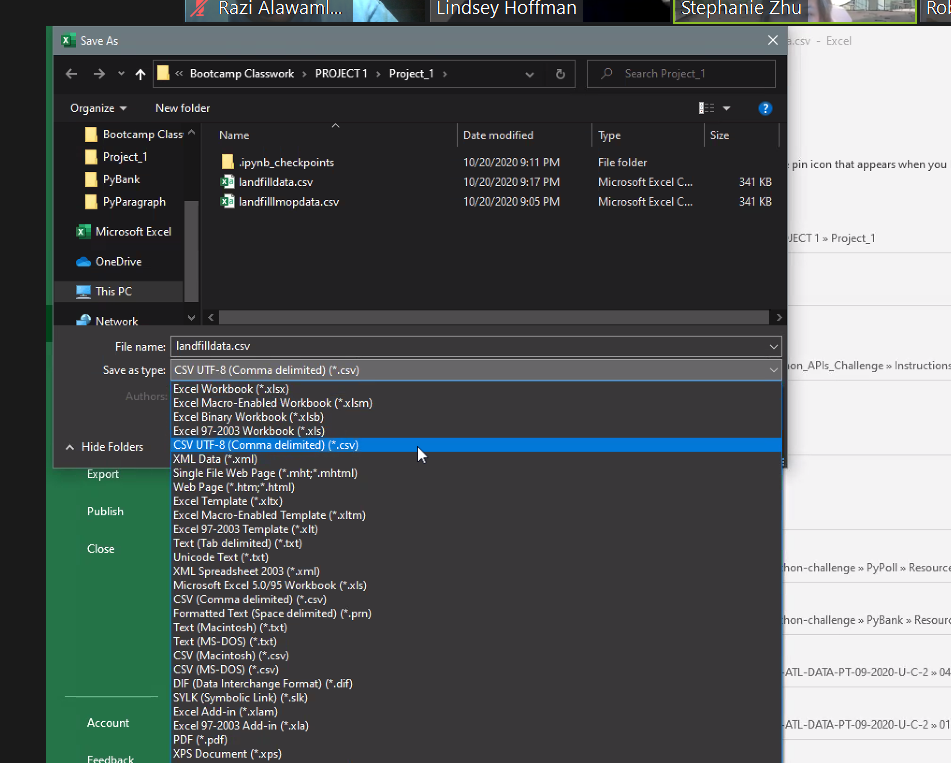 Razi Alawaml...
Lindsey Hoffman
Stephanie Zhu
Rob
Save As
a.csv - Excel
« Bootcamp Classwork › PROJECT 1 › Project_1 ›
Search Project_1
Organize
New folder
?
Bootcamp Class
Project_1
PyBank
PyParagraph
Microsoft Excel
OneDrive
This PC
Network
Name
Date modified
Type
Size
.ipynb_checkpoints
10/20/2020 9:11 PM
File folder
landfilldata.csv
10/20/2020 9:17 PM
Microsoft Excel C...
341 KB
landfilllmopdata.csv
10/20/2020 9:05 PM
Microsoft Excel C...
341 KB
pin icon that appears when you
JECT 1 » Project_1
File name: landfilldata.csv
Save as type: CSV UTF-8 (Comma delimited) (*.csv)
Authors:
Hide Folders
Excel Workbook (*.xlsx)
Excel Macro-Enabled Workbook (*.xlsm)
Excel Binary Workbook (*.xlsb)
Excel 97-2003 Workbook (*.xls)
CSV UTF-8 (Comma delimited) (*.csv)
XML Data (*.xml)
Single File Web Page (*.mht;*.mhtml)
Web Page (*.htm;*.html)
Excel Template (*.xltx)
Excel Macro-Enabled Template (*.xltm)
Excel 97-2003 Template (*.xlt)
Text (Tab delimited) (*.txt)
Unicode Text (*.txt)
XML Spreadsheet 2003 (*.xml)
Microsoft Excel 5.0/95 Workbook (*.xls)
CSV (Comma delimited) (*.csv)
Formatted Text (Space delimited) (*.prn)
Text (Macintosh) (*.txt)
Text (MS-DOS) (*.txt)
CSV (Macintosh) (*.csv)
CSV (MS-DOS) (*.csv)
DIF (Data Interchange Format) (*.dif)
SYLK (Symbolic Link) (*.slk)
Excel Add-in (*.xlam)
Excel 97-2003 Add-in (*.xla)
PDF (*.pdf)
XPS Document (*.xps)
Export
Publish
Close
Account
Feedback
hon_APIs_Challenge » Instructions
hon-challenge » PyPoll » Resource
hon-challenge » PyBank » Resourc
-ATL-DATA-PT-09-2020-U-C-2 » 04
-ATL-DATA-PT-09-2020-U-C-2 » 01